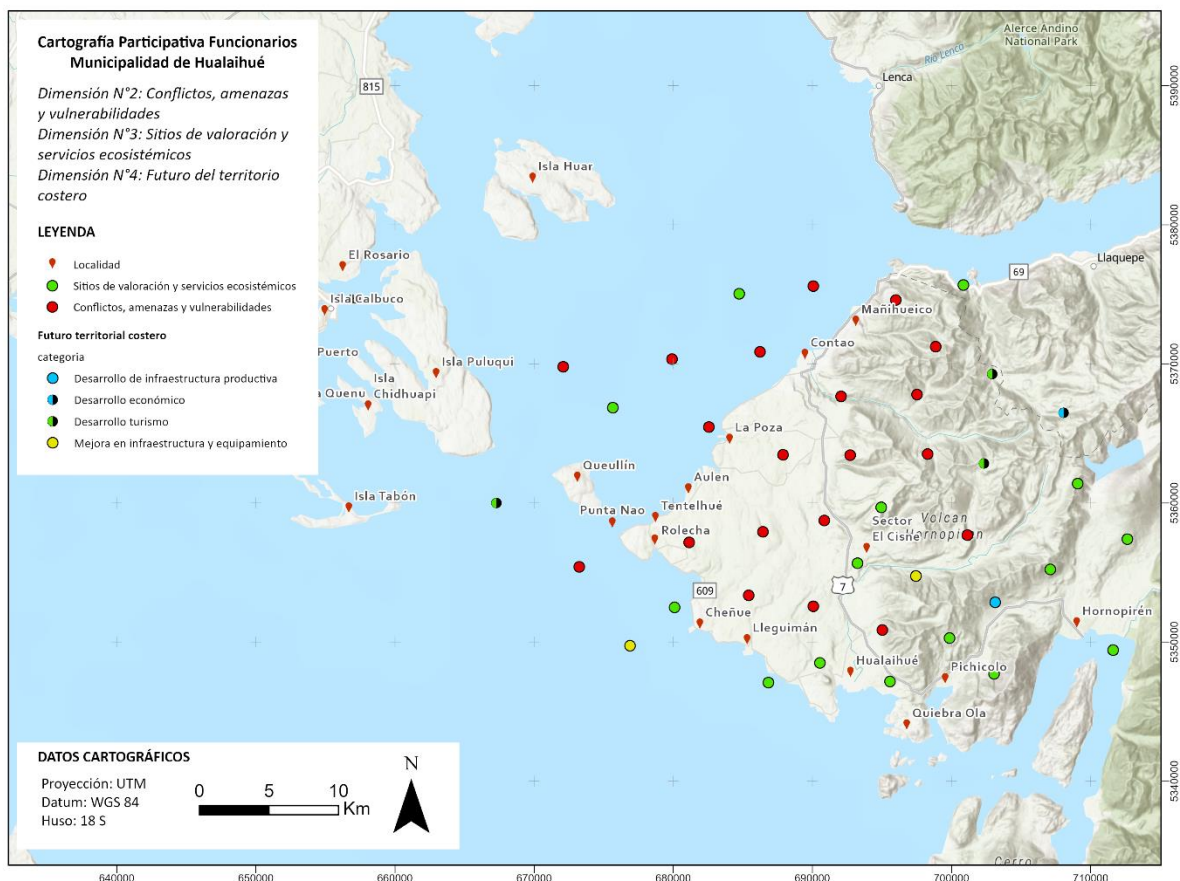 Cartografía Participativa Funcionarios
Municipalidad de Hualaihué
Dimensión N°2: Conflictos, amenazas
y vulnerabilidades
Dimensión N°3: Sitios de valoración y
servicios ecosistémicos
Dimensión N°4: Futuro del territorio
costero
LEYENDA
Localidad
Sitios de valoración y servicios ecosistémicos
Conflictos, amenazas y vulnerabilidades
Futuro territorial costero
categoria
Desarrollo de infraestructura productiva
Desarrollo económico
Desarrollo turismo
Mejora en infraestructura y equipamiento
815
Alerce Andino
National Park
Río Lenca
Lenca
Isla Huar
El Rosario
69
Llaquepe
Mañihueico
Contao
Puerto
Isla Puluqui
Isla
Chidhuapi
Quenu
La Poza
Queullín
Aulen
Isla Tabón
Punta Nao
Tentelhué
Rolecha
Sector
El Cisne
Volcan
Hornopiren
7
609
Cheñue
Lleguimán
Hornopirén
Hualaihué
Pichicolo
Quiebra Ola
Cerro
DATOS CARTOGRÁFICOS
Proyección: UTM
Datum: WGS 84
Huso: 18 S
0 5 10
Km
N
5390000
5380000
5370000
5360000
5350000
5340000
640000 650000 660000 670000 680000 690000 700000 710000